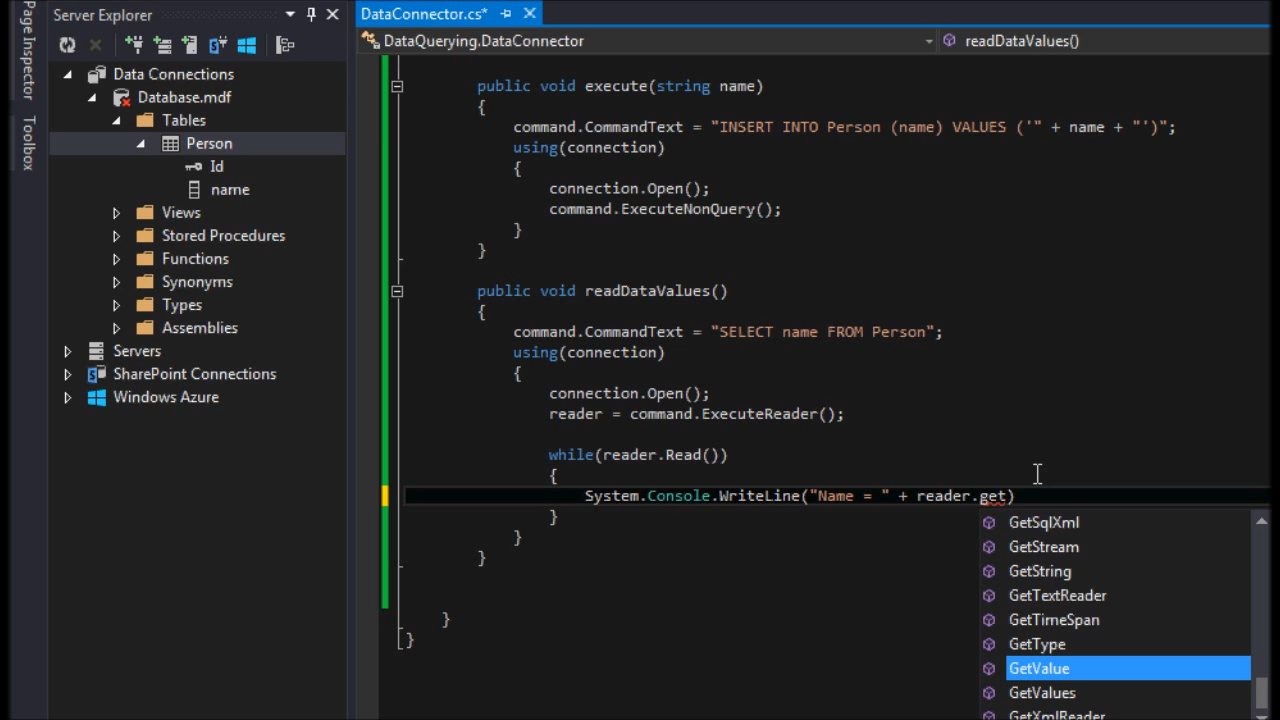 Page Inspector
Toolbox
Server Explorer
Data Connections
Database.mdf
Tables
Person
Id
name
Views
Stored Procedures
Functions
Synonyms
Types
Assemblies
Servers
SharePoint Connections
Windows Azure
DataConnector.cs*
DataQuerying.DataConnector
readDataValues()
public void execute(string name)
{
command.CommandText = "INSERT INTO Person (name) VALUES ('" + name + "')";
using(connection)
{
connection.Open();
command.ExecuteNonQuery();
}
}
public void readDataValues()
{
command.CommandText = "SELECT name FROM Person";
using(connection)
{
connection.Open();
reader = command.ExecuteReader();
while(reader.Read())
{
System.Console.WriteLine("Name = " + reader.get)
}
}
}
}
}
GetSqlXml
GetStream
GetString
GetTextReader
GetTimeSpan
GetType
GetValue
GetValues
GetXmlReader